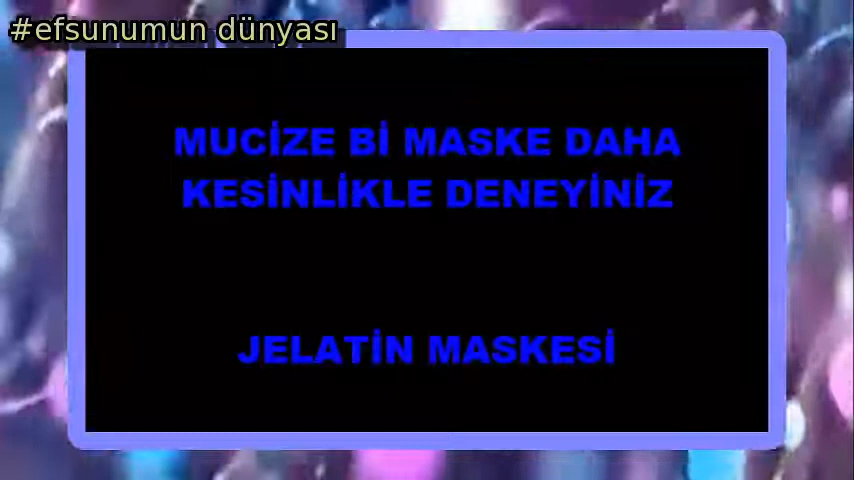 #efsunumun dünyası
MUCİZE Bİ MASKE DAHA
KESİNLİKLE DENEYİNİZ
JELATİN MASKESİ